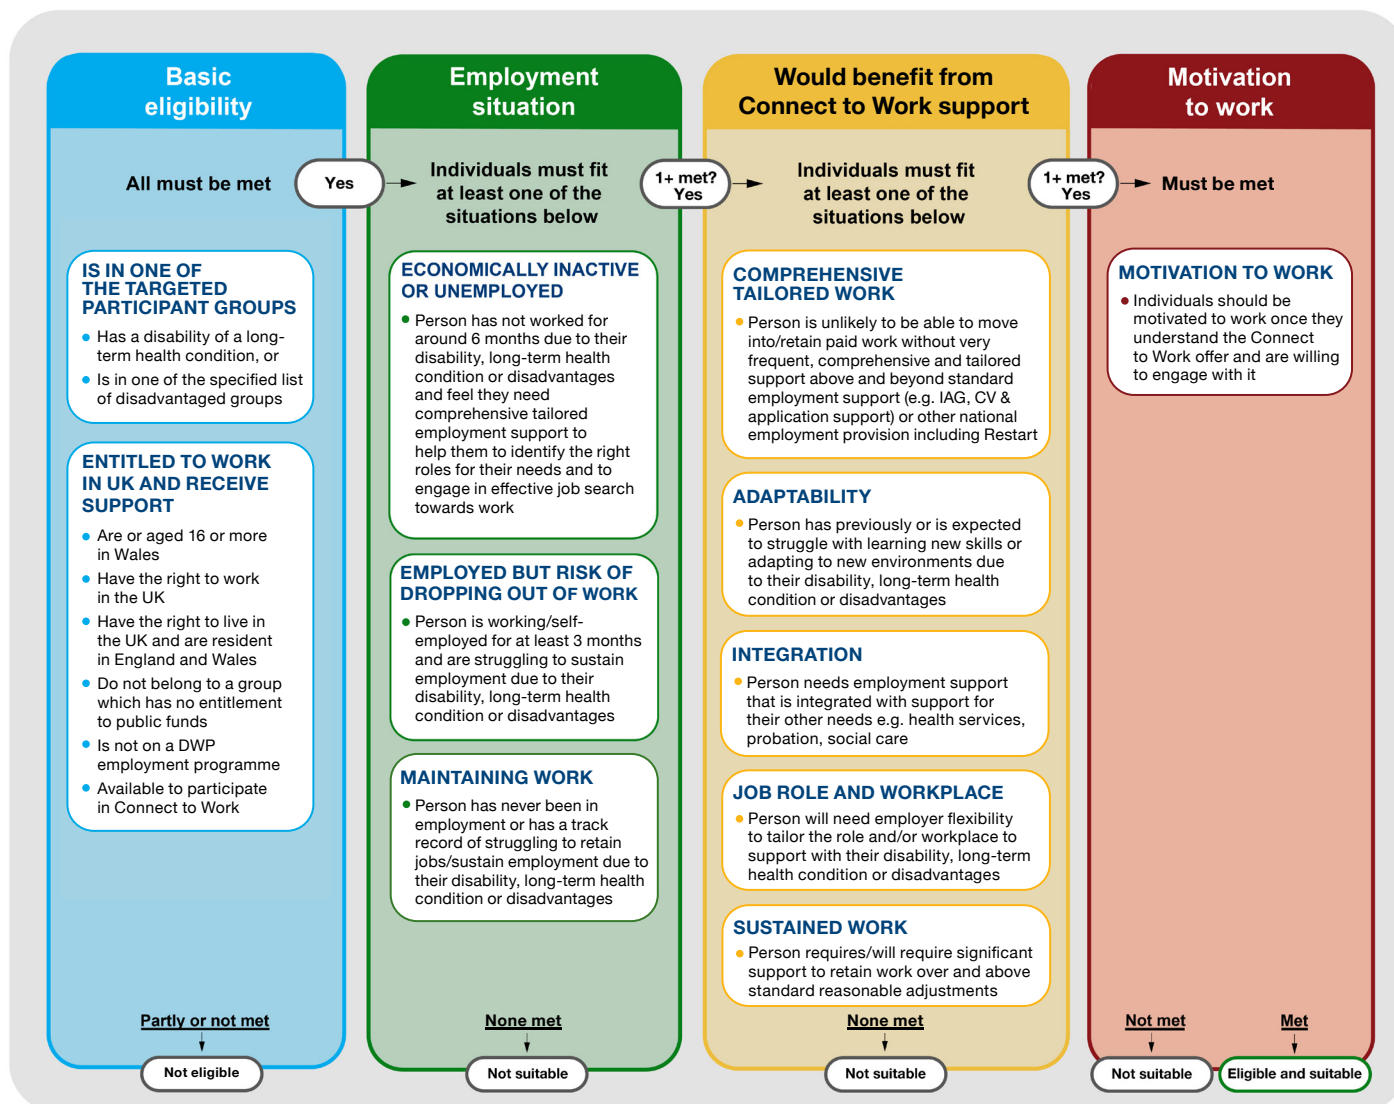 Basic
eligibility
All must be met
Yes
IS IN ONE OF
THE TARGETED
PARTICIPANT GROUPS
• Has a disability of a long-
term health condition, or
• Is in one of the specified list
of disadvantaged groups
ENTITLED TO WORK
IN UK AND RECEIVE
SUPPORT
• Are or aged 16 or more
in Wales
• Have the right to work
in the UK
• Have the right to live in
the UK and are resident
in England and Wales
• Do not belong to a group
which has no entitlement
to public funds
• Is not on a DWP
employment programme
• Available to participate
in Connect to Work
Partly or not met
Not eligible
Employment
situation
Individuals must fit
at least one of the
situations below
1+ met?
Yes
ECONOMICALLY INACTIVE
OR UNEMPLOYED
• Person has not worked for
around 6 months due to their
disability, long-term health
condition or disadvantages
and feel they need
comprehensive tailored
employment support to
help them to identify the right
roles for their needs and to
engage in effective job search
towards work
EMPLOYED BUT RISK OF
DROPPING OUT OF WORK
• Person is working/self-
employed for at least 3 months
and are struggling to sustain
employment due to their
disability, long-term health
condition or disadvantages
MAINTAINING WORK
• Person has never been in
employment or has a track
record of struggling to retain
jobs/sustain employment due to
their disability, long-term health
condition or disadvantages
None met
Not suitable
Would benefit from
Connect to Work support
Individuals must fit
at least one of the
situations below
1+ met?
Yes
COMPREHENSIVE
TAILORED WORK
• Person is unlikely to be able to move
into/retain paid work without very
frequent, comprehensive and tailored
support above and beyond standard
employment support (e.g. IAG, CV &
application support) or other national
employment provision including Restart
ADAPTABILITY
• Person has previously or is expected
to struggle with learning new skills or
adapting to new environments due
to their disability, long-term health
condition or disadvantages
INTEGRATION
• Person needs employment support
that is integrated with support for
their other needs e.g. health services,
probation, social care
JOB ROLE AND WORKPLACE
• Person will need employer flexibility
to tailor the role and/or workplace to
support with their disability, long-term
health condition or disadvantages
SUSTAINED WORK
• Person requires/will require significant
support to retain work over and above
standard reasonable adjustments
None met
Not suitable
Motivation
to work
Must be met
MOTIVATION TO WORK
• Individuals should be
motivated to work once they
understand the Connect
to Work offer and are willing
to engage with it
Not met
Not suitable
Met
Eligible and suitable